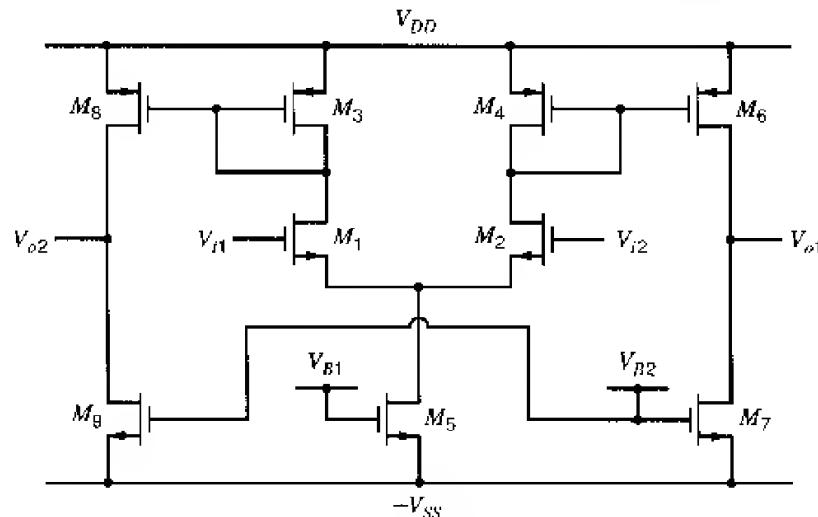 V_DD
M_8
M_3
M_4
M_6
V_o2
V_i1
M_1
M_2
V_i2
V_o1
V_B1
V_B2
M_9
M_5
M_7
−V_SS